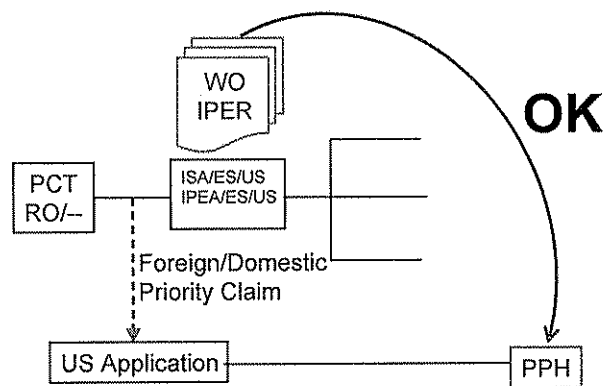 WO
IPER
OK
PCT
RO/--
ISA/ES/US
IPEA/ES/US
Foreign/Domestic
Priority Claim
US Application
PPH